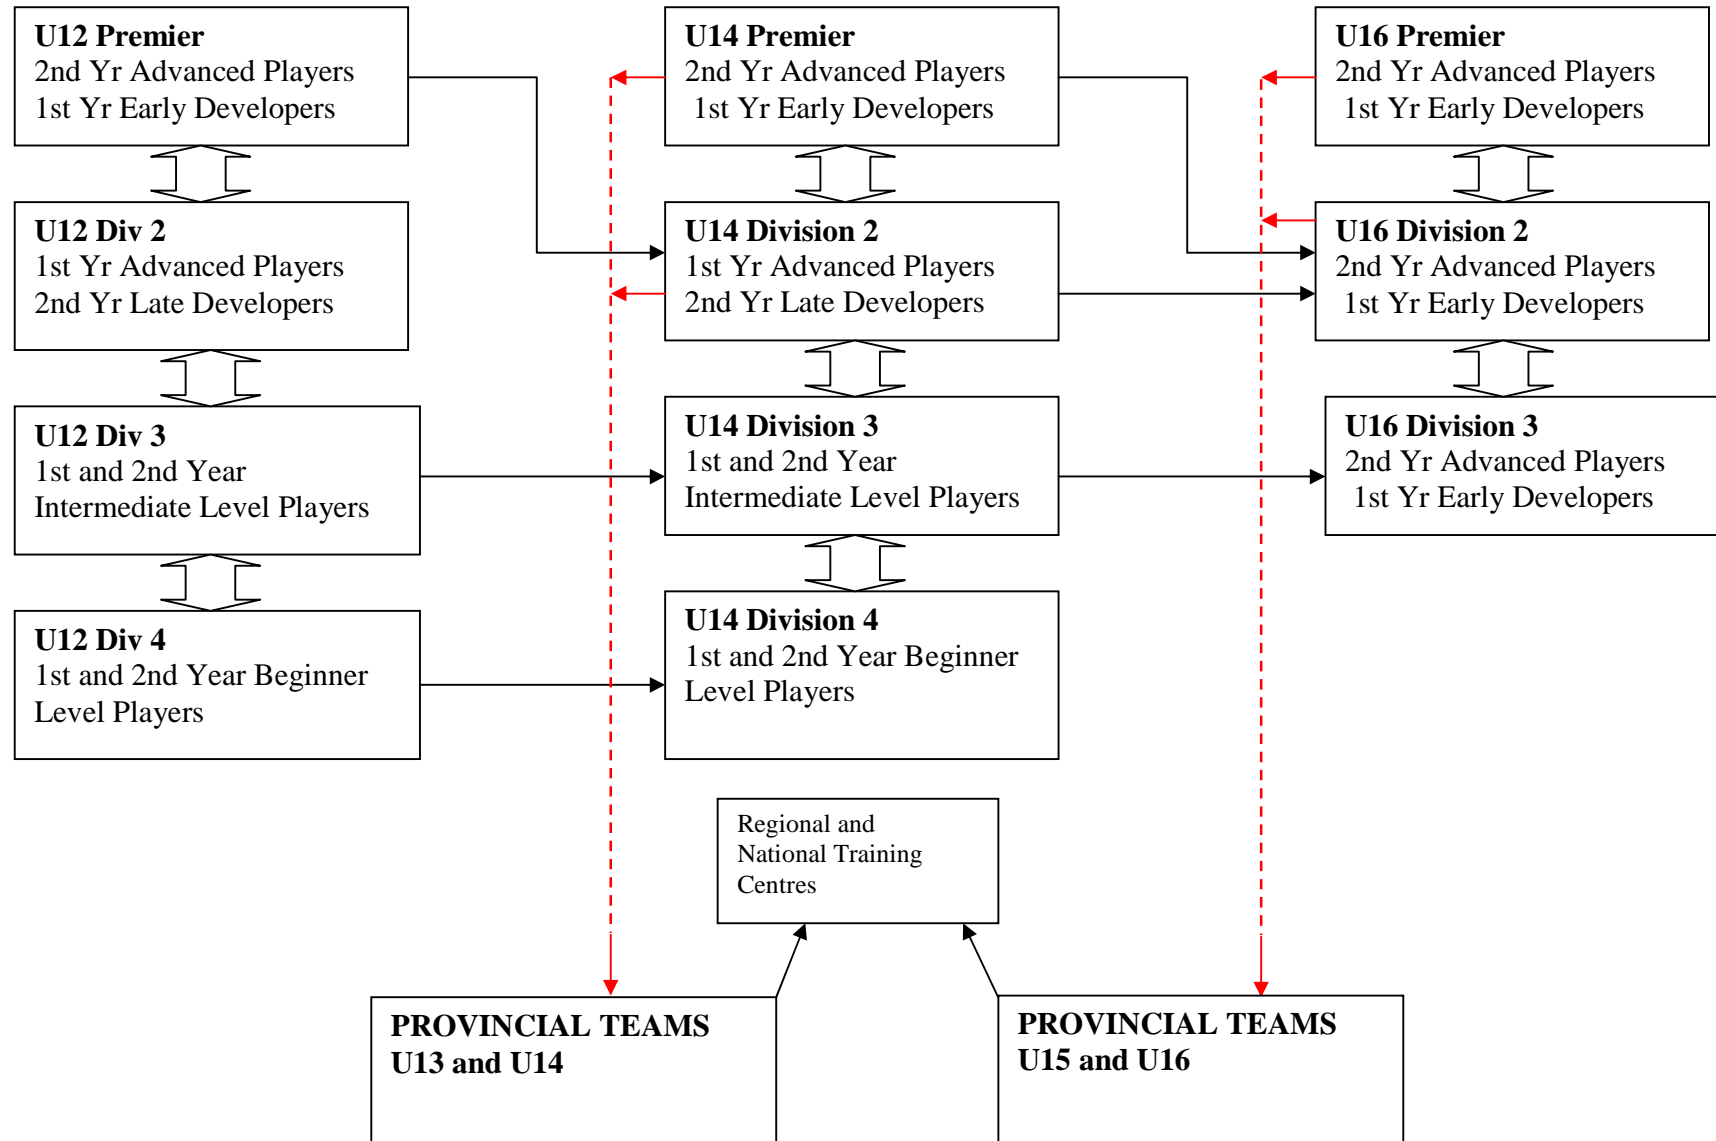 U12 Premier
2nd Yr Advanced Players
1st Yr Early Developers
U12 Div 2
1st Yr Advanced Players
2nd Yr Late Developers
U12 Div 3
1st and 2nd Year
Intermediate Level Players
U12 Div 4
1st and 2nd Year Beginner
Level Players
U14 Premier
2nd Yr Advanced Players
1st Yr Early Developers
U14 Division 2
1st Yr Advanced Players
2nd Yr Late Developers
U14 Division 3
1st and 2nd Year
Intermediate Level Players
U14 Division 4
1st and 2nd Year Beginner
Level Players
U16 Premier
2nd Yr Advanced Players
1st Yr Early Developers
U16 Division 2
2nd Yr Advanced Players
1st Yr Early Developers
U16 Division 3
2nd Yr Advanced Players
1st Yr Early Developers
Regional and
National Training
Centres
PROVINCIAL TEAMS
U13 and U14
PROVINCIAL TEAMS
U15 and U16